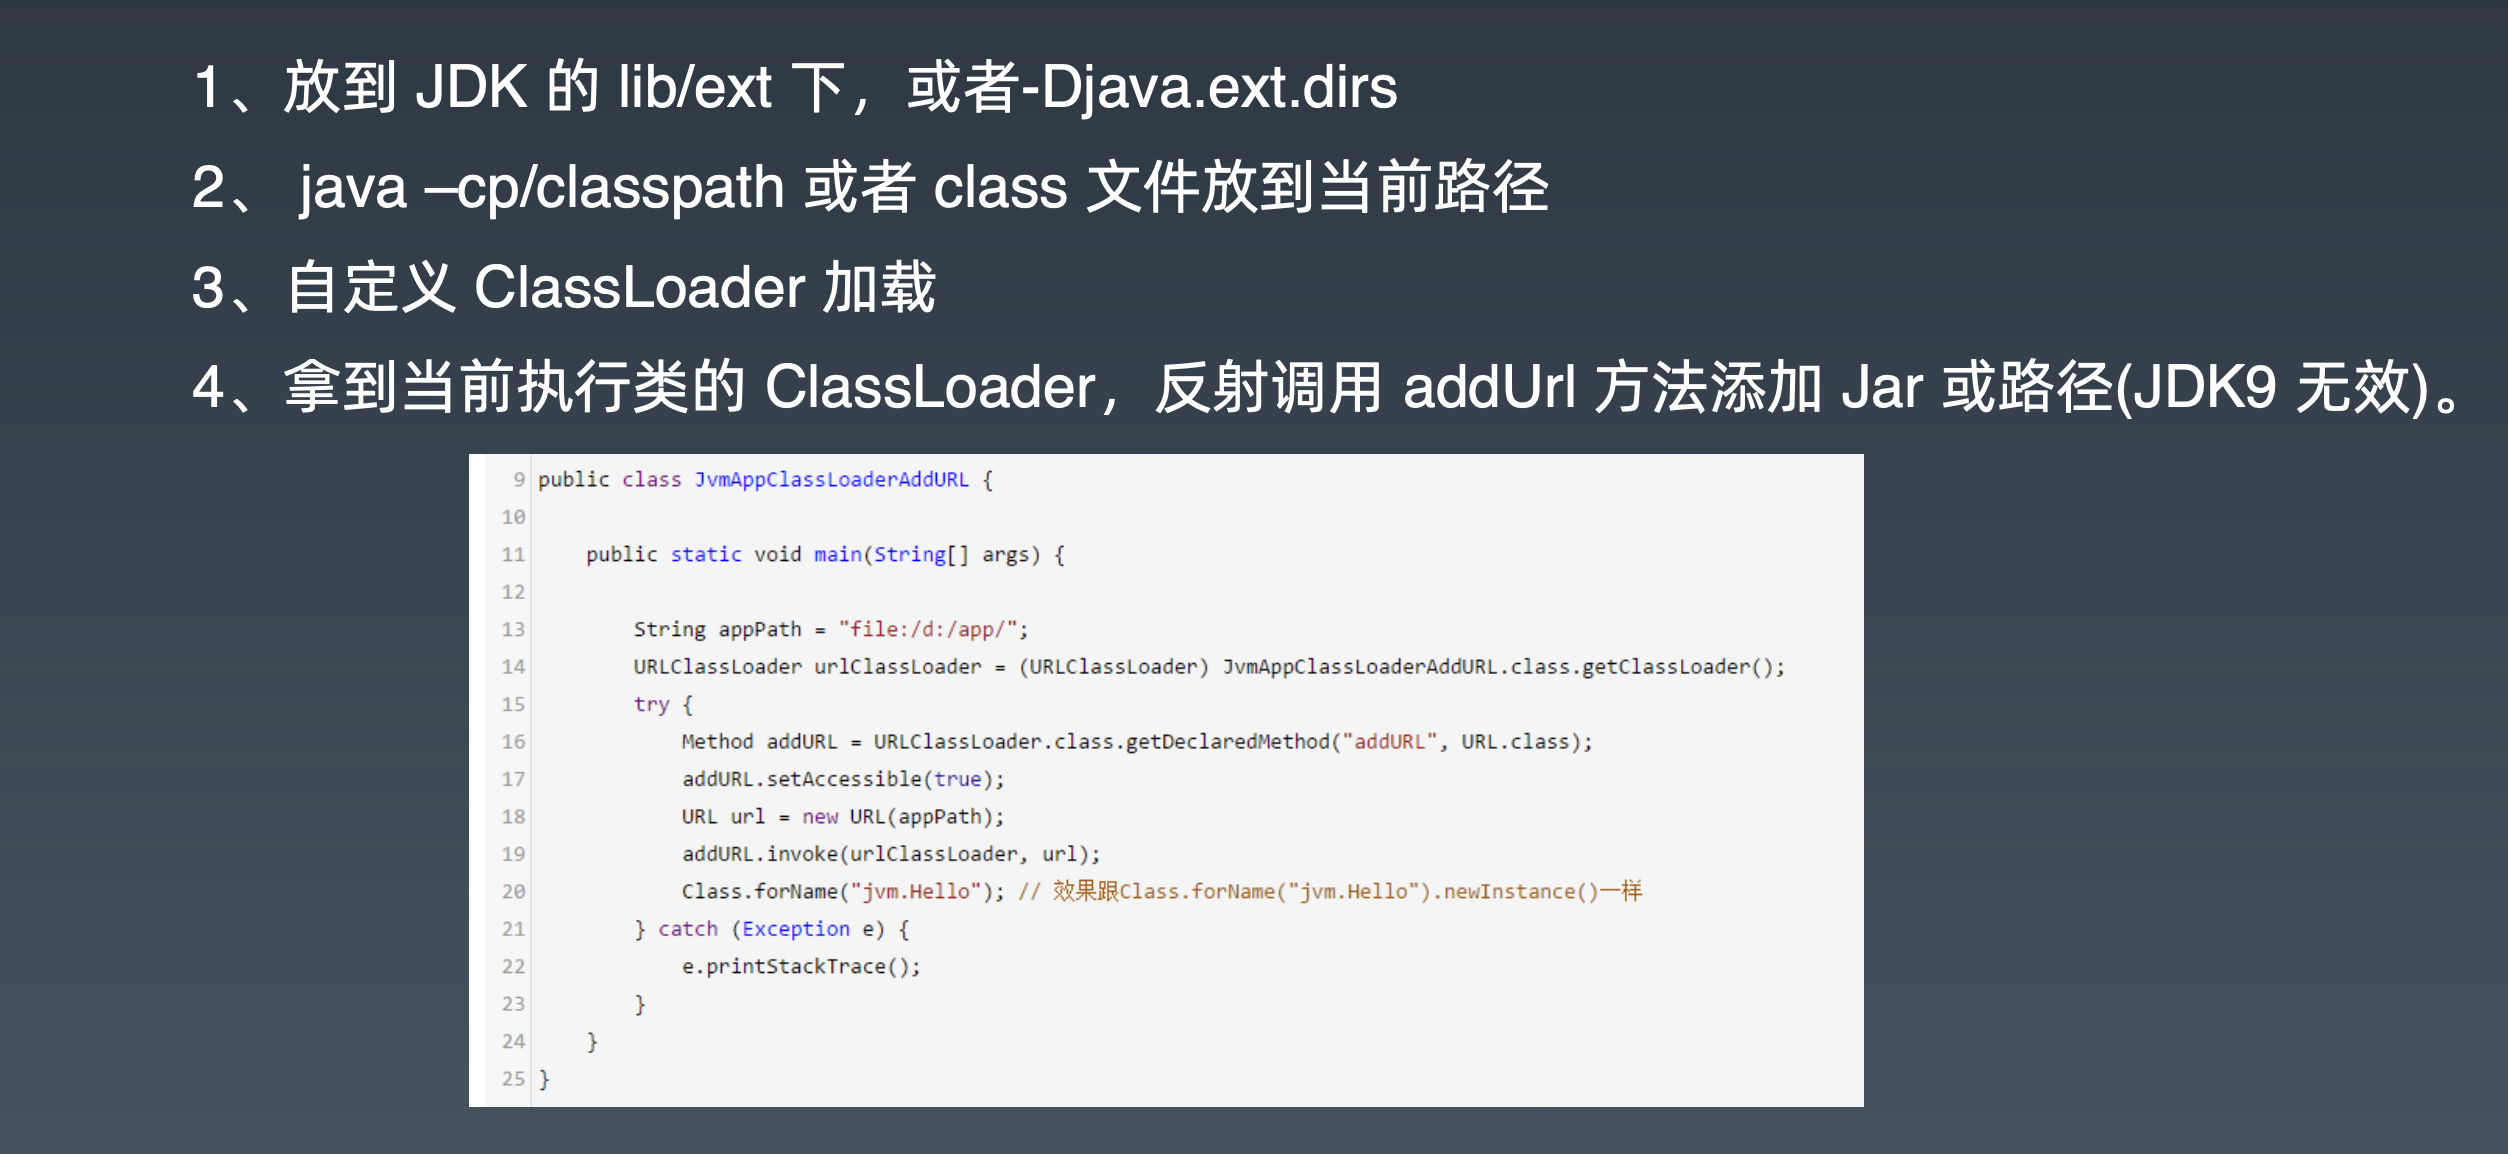 1、放到 JDK 的 lib/ext 下，或者-Djava.ext.dirs
2、 java –cp/classpath 或者 class 文件放到当前路径
3、自定义 ClassLoader 加载
4、拿到当前执行类的 ClassLoader，反射调用 addUrl 方法添加 Jar 或路径(JDK9 无效)。
9 public class JvmAppClassLoaderAddURL {
10
11     public static void main(String[] args) {
12
13         String appPath = "file:/d:/app/";
14         URLClassLoader urlClassLoader = (URLClassLoader) JvmAppClassLoaderAddURL.class.getClassLoader();
15         try {
16             Method addURL = URLClassLoader.class.getDeclaredMethod("addURL", URL.class);
17             addURL.setAccessible(true);
18             URL url = new URL(appPath);
19             addURL.invoke(urlClassLoader, url);
20             Class.forName("jvm.Hello"); // 效果跟Class.forName("jvm.Hello").newInstance()一样
21         } catch (Exception e) {
22             e.printStackTrace();
23         }
24     }
25 }